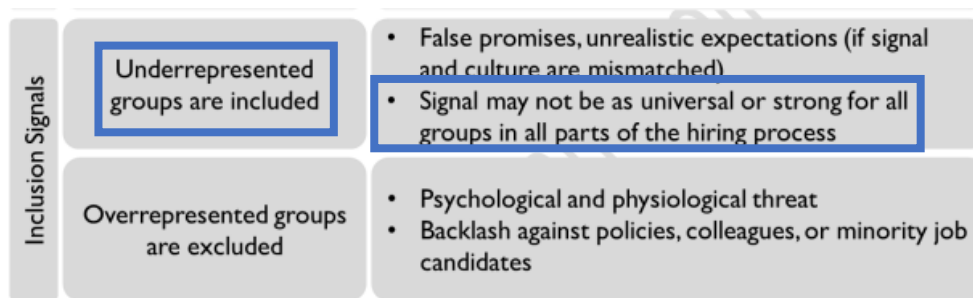 Inclusion Signals
Underrepresented
groups are included
• False promises, unrealistic expectations (if signal
and culture are mismatched)
• Signal may not be as universal or strong for all
groups in all parts of the hiring process
Overrepresented groups
are excluded
• Psychological and physiological threat
• Backlash against policies, colleagues, or minority job
candidates